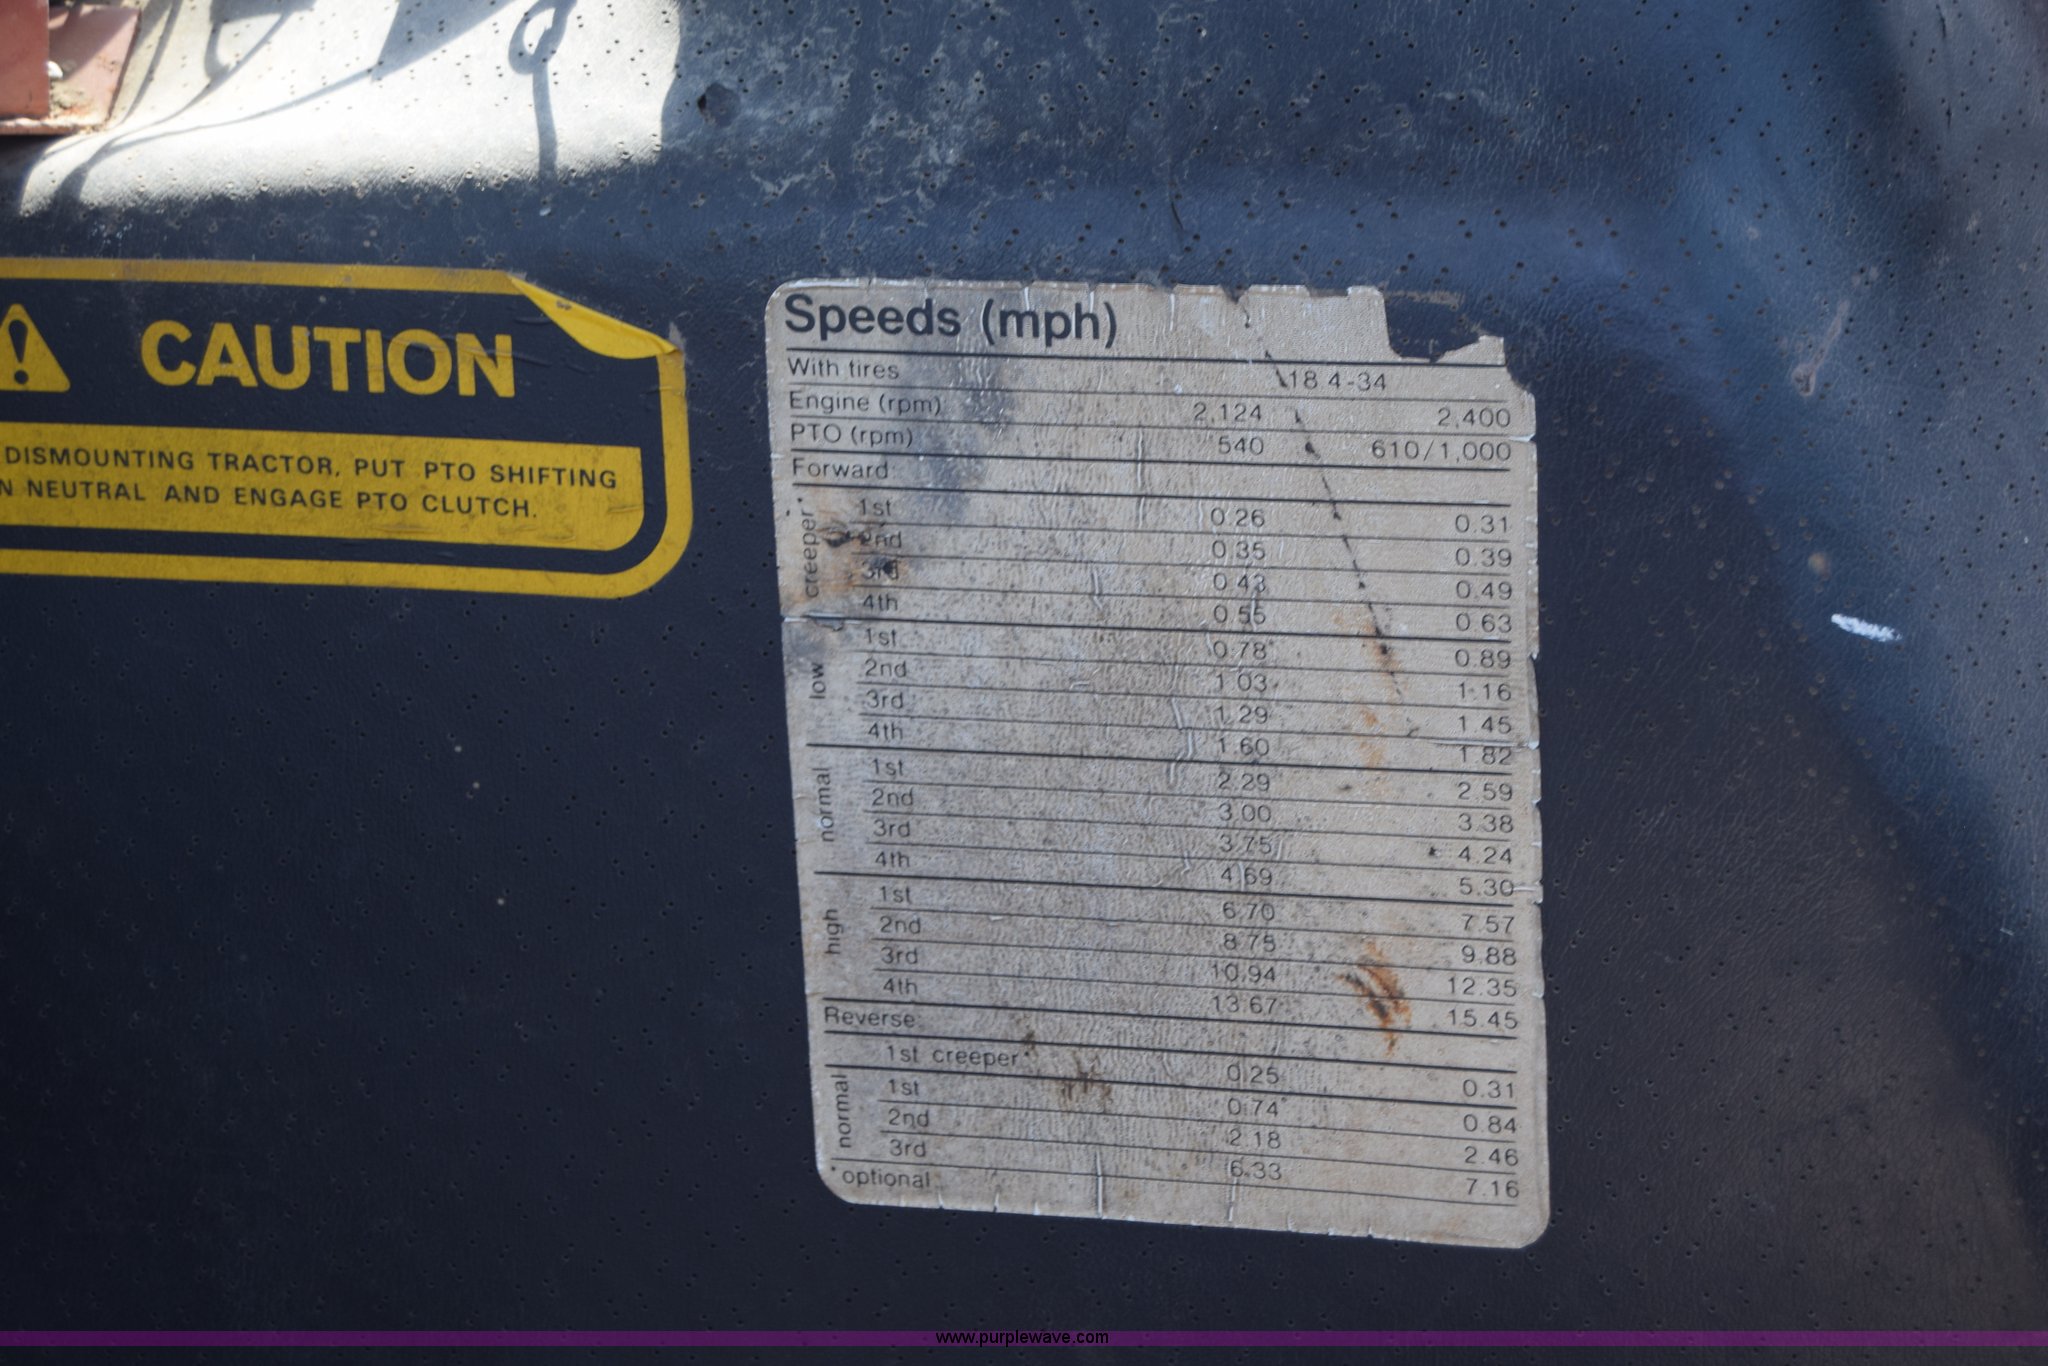 CAUTION
DISMOUNTING TRACTOR, PUT PTO SHIFTING
N NEUTRAL AND ENGAGE PTO CLUTCH.
Speeds (mph)
With tires 18.4-34
Engine (rpm) 2,124 2,400
PTO (rpm) 540 610/1,000
Forward
creeper*
1st 0.26 0.31
2nd 0.35 0.39
3rd 0.43 0.49
4th 0.55 0.63
low
1st 0.78 0.89
2nd 1.03 1.16
3rd 1.29 1.45
4th 1.60 1.82
normal
1st 2.29 2.59
2nd 3.00 3.38
3rd 3.75 4.24
4th 4.69 5.30
high
1st 6.70 7.57
2nd 8.75 9.88
3rd 10.94 12.35
4th 13.67 15.45
Reverse
1st creeper* 0.25 0.31
normal
1st 0.74 0.84
2nd 2.18 2.46
3rd 6.33 7.16
*optional
www.purplewave.com